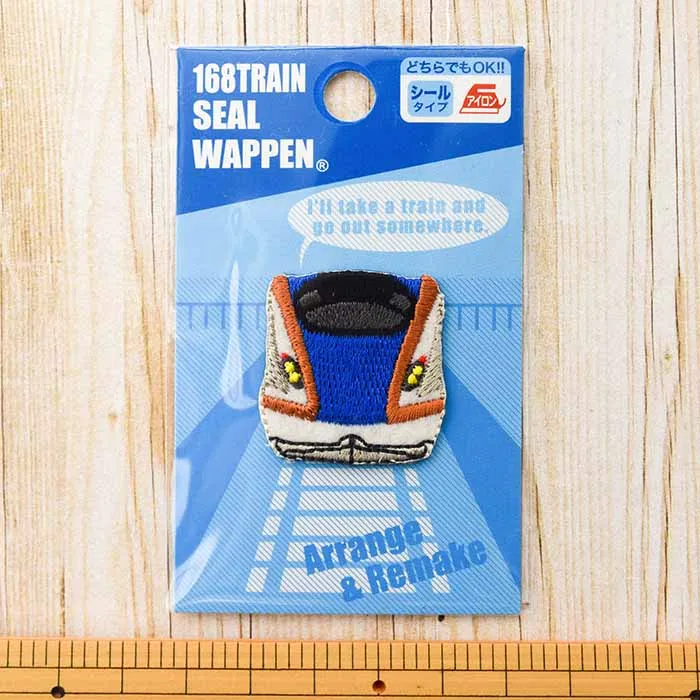 168TRAIN
SEAL
WAPPEN®
どちらでもOK!!
シール
タイプ
アイロン
I'll take a train and
go out somewhere.
Arrange
& Remake